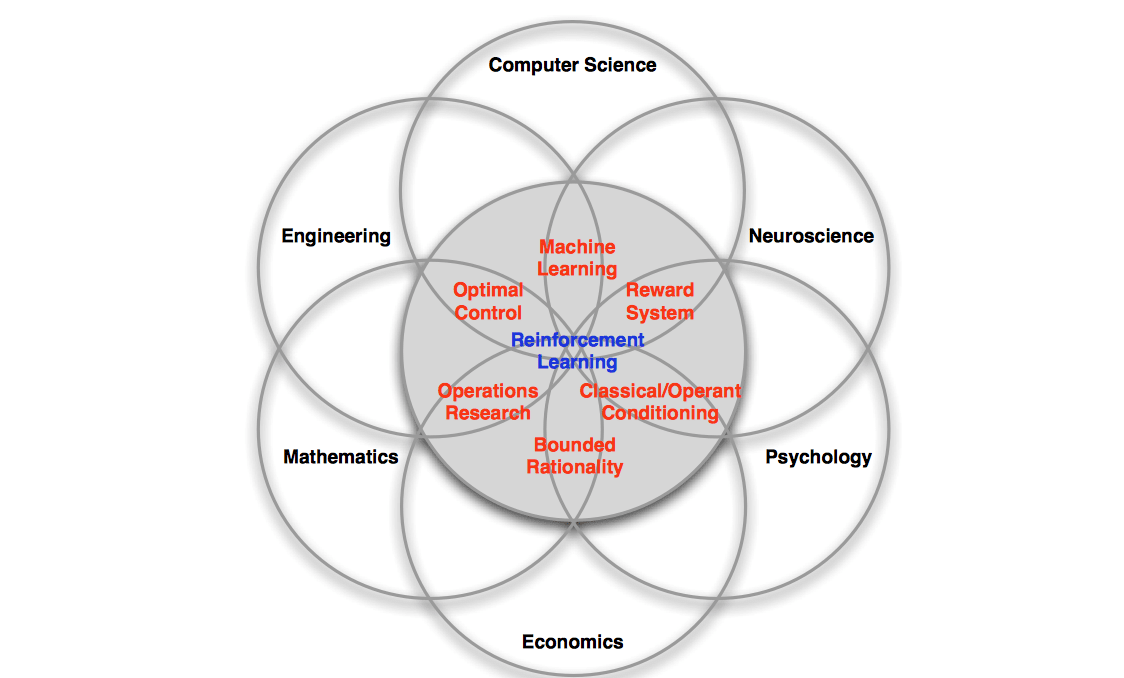 Computer Science
Engineering
Neuroscience
Machine
Learning
Optimal
Control
Reward
System
Reinforcement
Learning
Operations
Research
Classical/Operant
Conditioning
Bounded
Rationality
Mathematics
Psychology
Economics